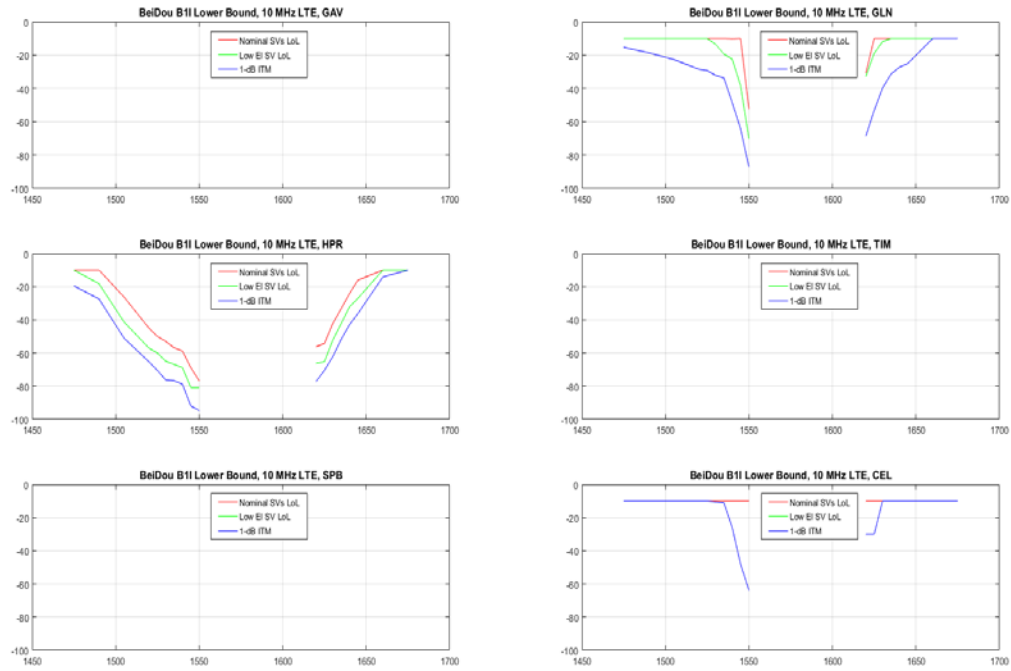 BeiDou B1I Lower Bound, 10 MHz LTE, GAV
0
-20
-40
-60
-80
-100
1450 1500 1550 1600 1650 1700
Nominal SVs LoL
Low El SV LoL
1-dB ITM
BeiDou B1I Lower Bound, 10 MHz LTE, GLN
0
-20
-40
-60
-80
-100
1450 1500 1550 1600 1650 1700
Nominal SVs LoL
Low El SV LoL
1-dB ITM
BeiDou B1I Lower Bound, 10 MHz LTE, HPR
0
-20
-40
-60
-80
-100
1450 1500 1550 1600 1650 1700
Nominal SVs LoL
Low El SV LoL
1-dB ITM
BeiDou B1I Lower Bound, 10 MHz LTE, TIM
0
-20
-40
-60
-80
-100
1450 1500 1550 1600 1650 1700
Nominal SVs LoL
Low El SV LoL
1-dB ITM
BeiDou B1I Lower Bound, 10 MHz LTE, SPB
0
-20
-40
-60
-80
-100
1450 1500 1550 1600 1650 1700
Nominal SVs LoL
Low El SV LoL
1-dB ITM
BeiDou B1I Lower Bound, 10 MHz LTE, CEL
0
-20
-40
-60
-80
-100
1450 1500 1550 1600 1650 1700
Nominal SVs LoL
Low El SV LoL
1-dB ITM